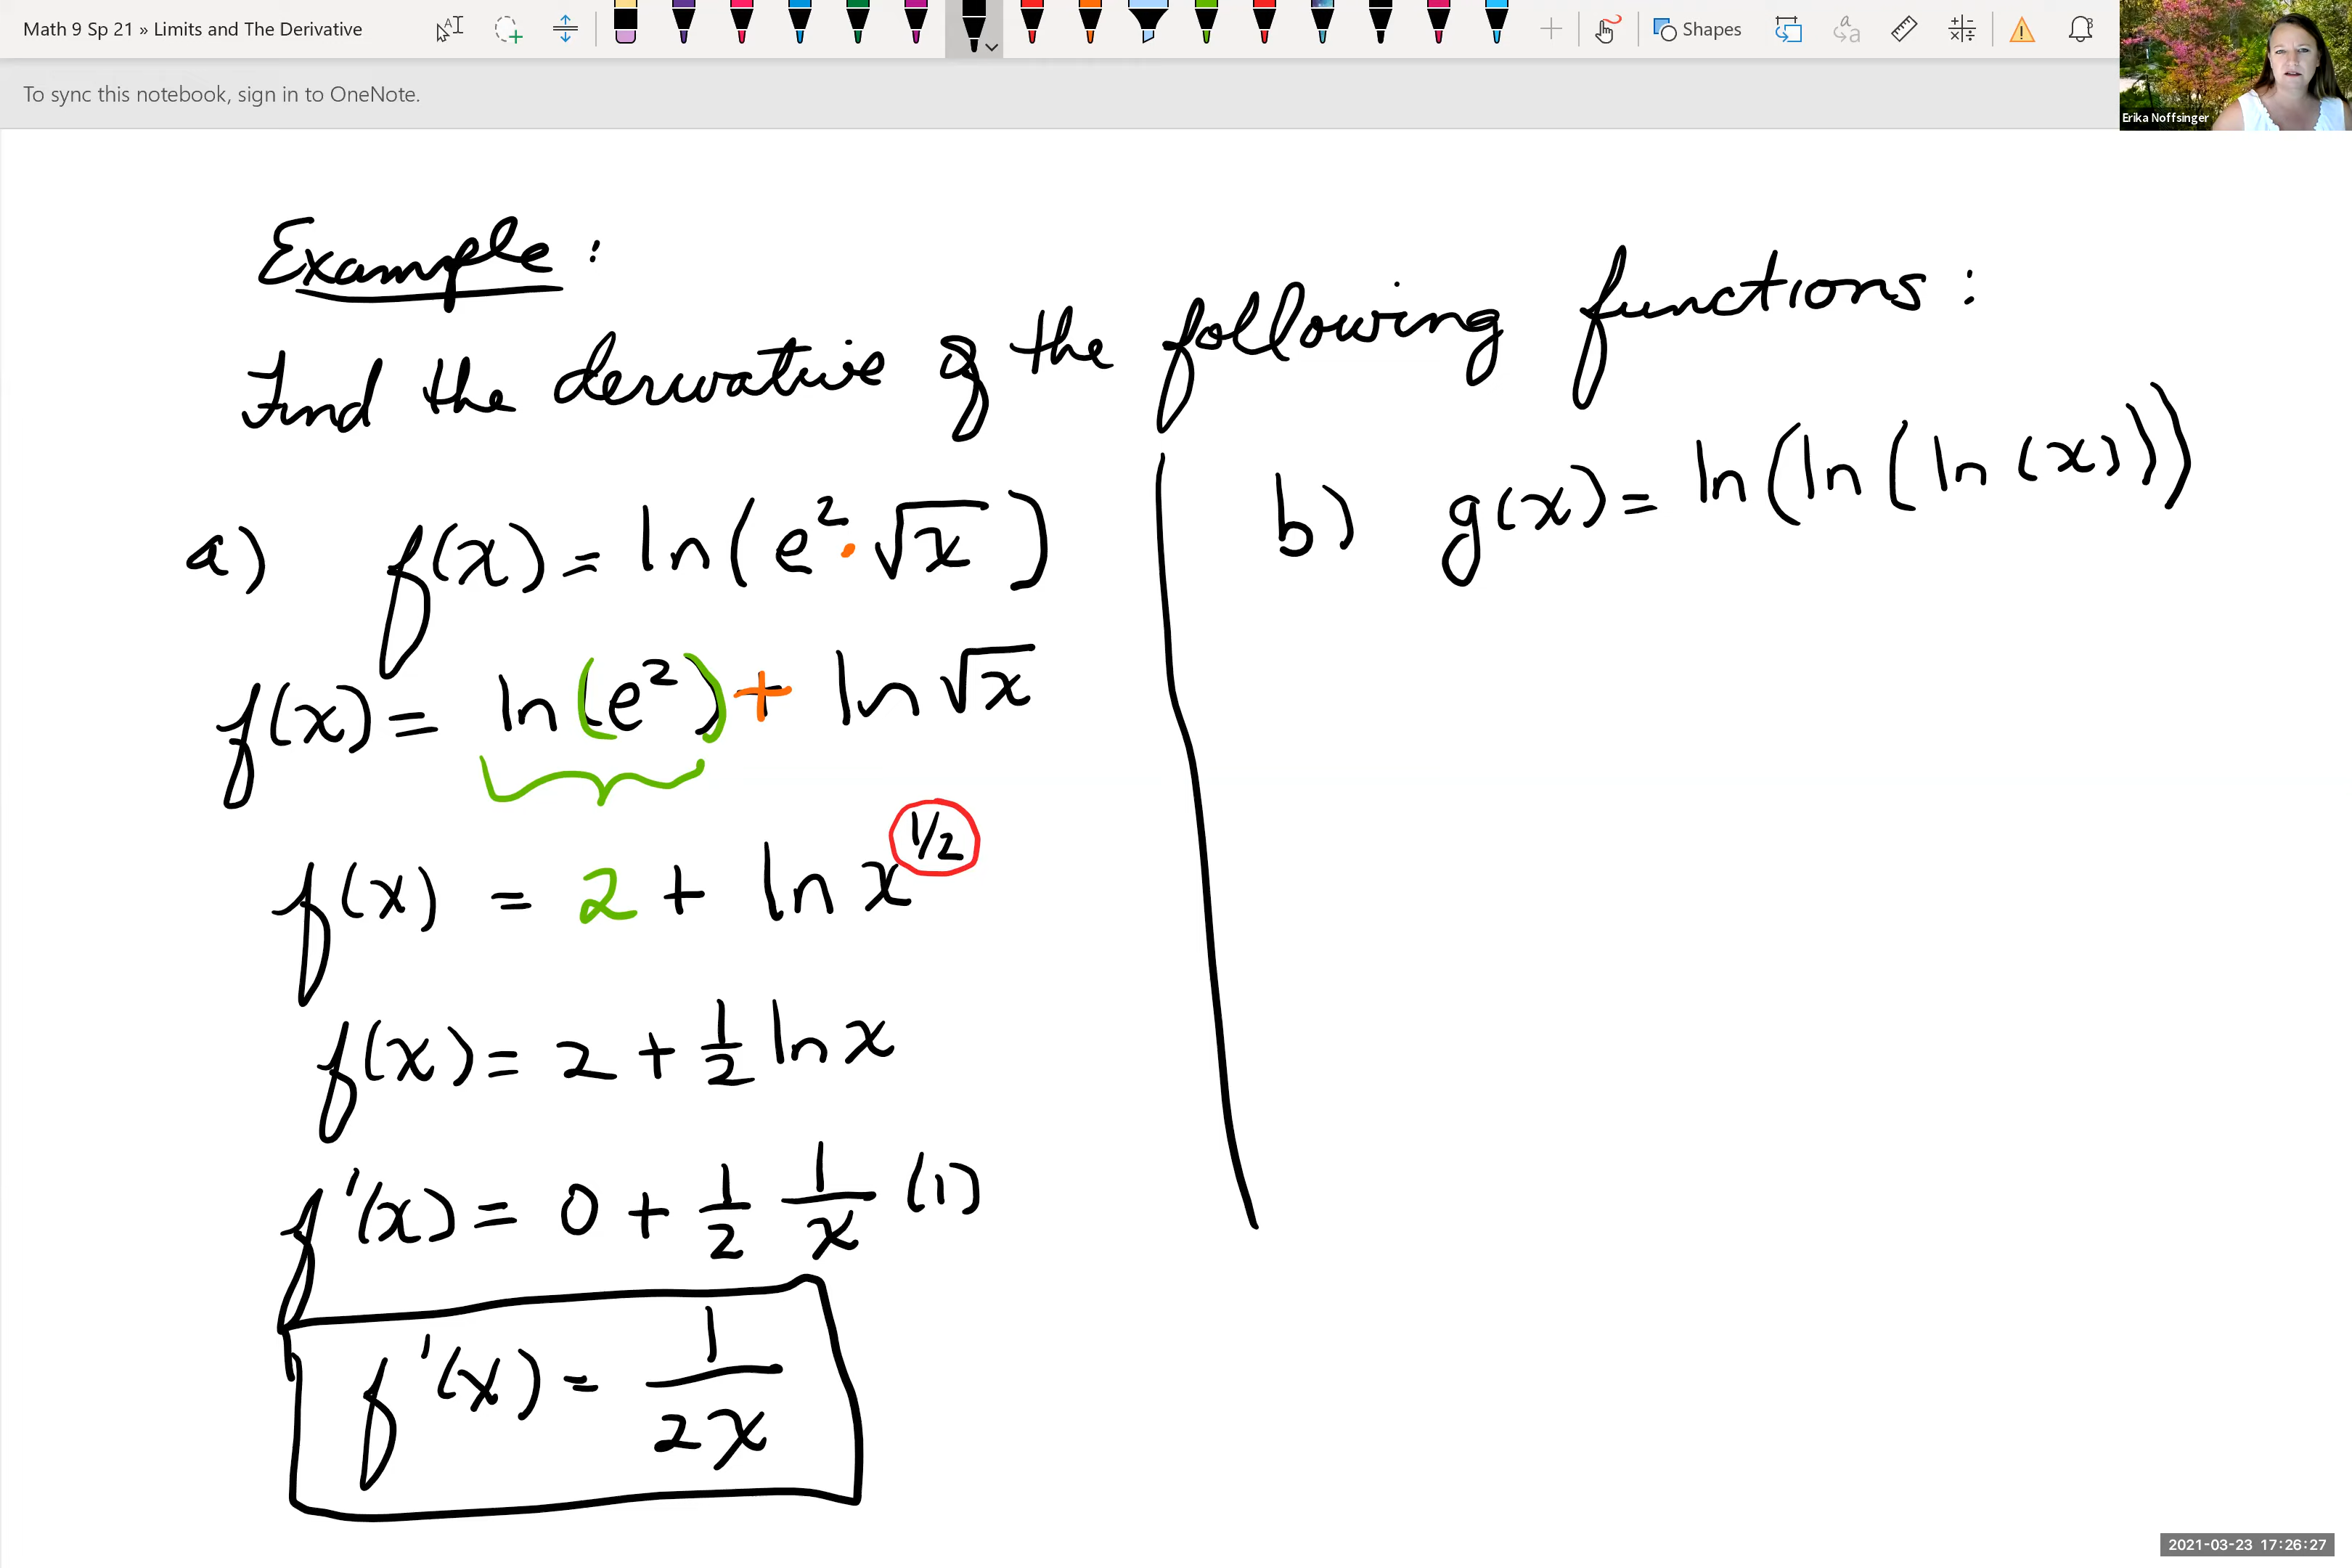 Math 9 Sp 21 » Limits and The Derivative
Shapes
To sync this notebook, sign in to OneNote.
Erika Noffsinger
Example:
Find the derivative of the following functions:
a) f(x) = ln(e²·√x)
f(x) = ln(e²) + ln √x
f(x) = 2 + ln x^(1/2)
f(x) = 2 + 1/2 ln x
f'(x) = 0 + 1/2 1/x (1)
f'(x) = 1/(2x)
b) g(x) = ln(ln(ln(x)))
2021-03-23 17:26:27